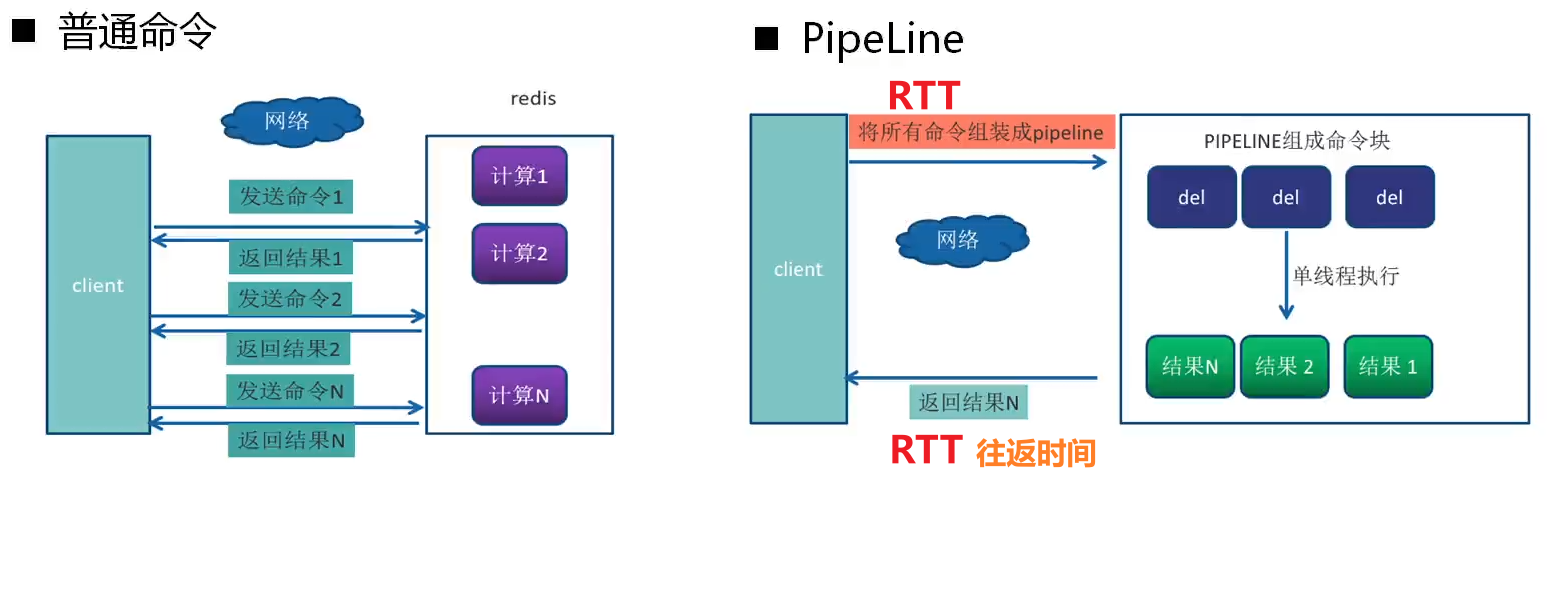 普通命令
网络
redis
client
发送命令1
返回结果1
发送命令2
返回结果2
发送命令N
返回结果N
计算1
计算2
计算N
PipeLine
RTT
将所有命令组装成pipeline
网络
client
返回结果N
RTT 往返时间
PIPELINE组成命令块
del del del
单线程执行
结果N 结果 2 结果 1